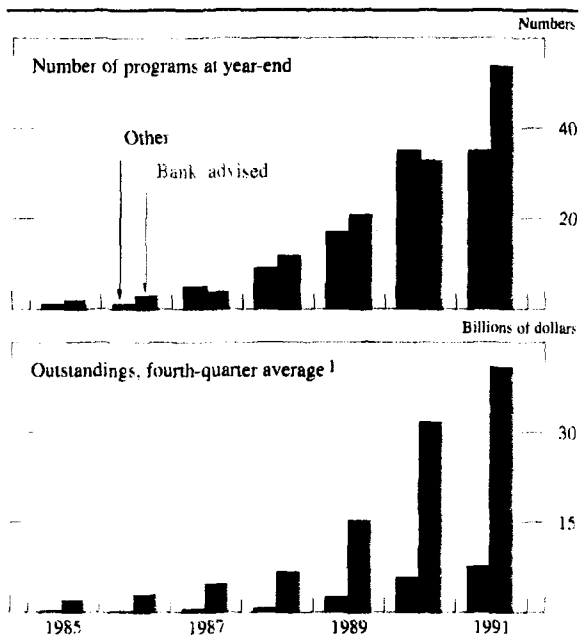 Numbers
Number of programs at year-end
Other
Bank advised
40
20
Billions of dollars
Outstandings, fourth-quarter average 1
30
15
1985 1987 1989 1991